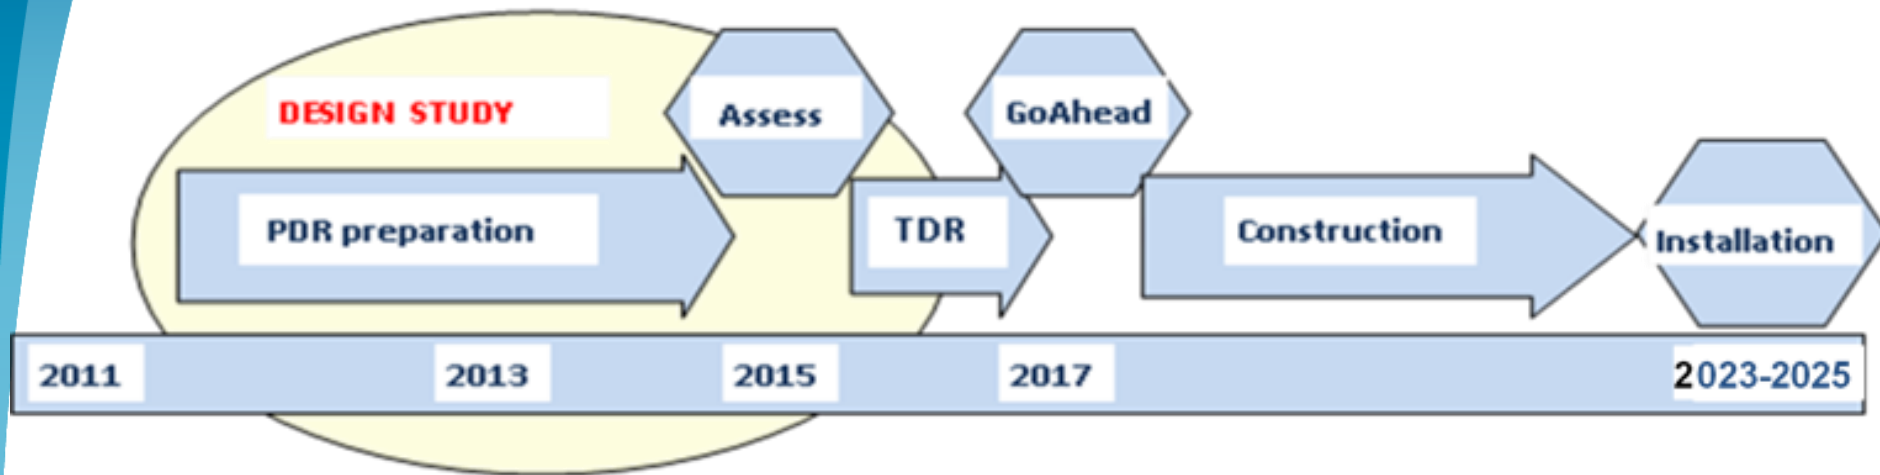 DESIGN STUDY
Assess
GoAhead
PDR preparation
TDR
Construction
Installation
2011
2013
2015
2017
2023-2025